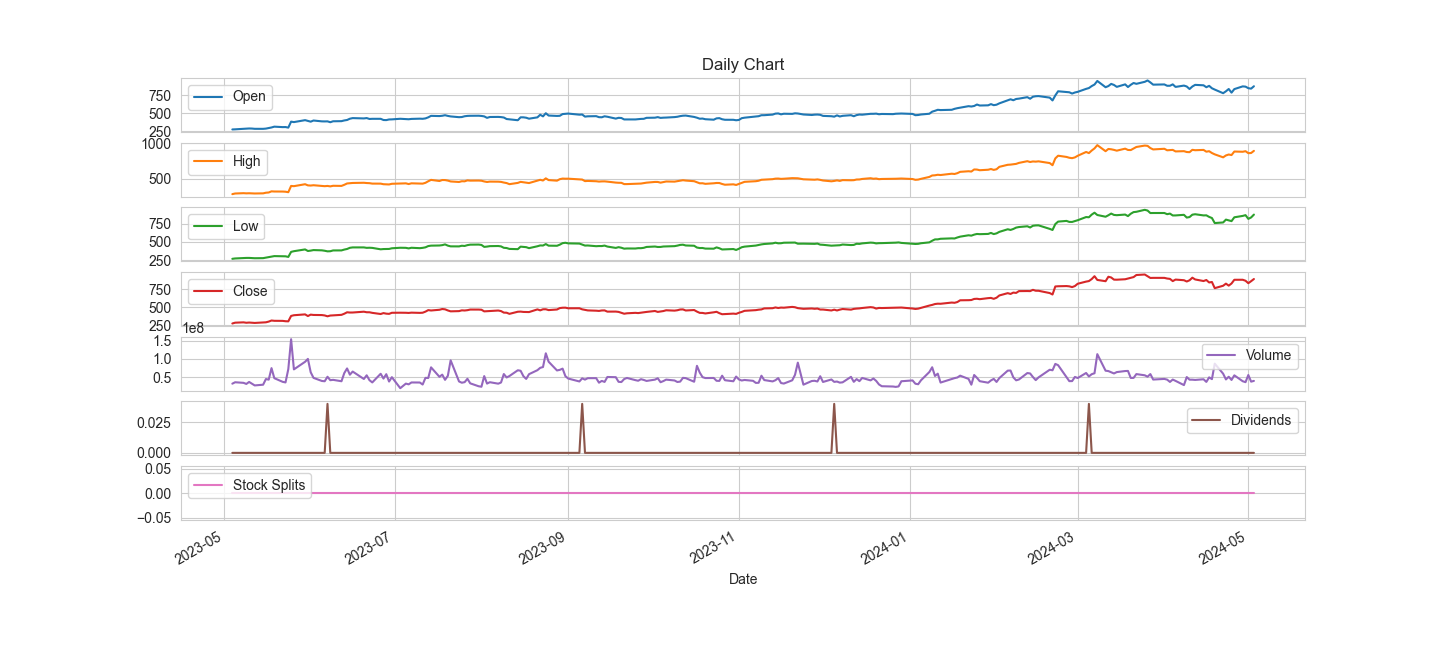 Daily Chart
750
500
250
Open
1000
500
High
750
500
250
Low
750
500
250
Close
1e8
1.5
1.0
0.5
Volume
0.025
0.000
Dividends
0.05
0.00
−0.05
Stock Splits
2023-05
2023-07
2023-09
2023-11
2024-01
2024-03
2024-05
Date